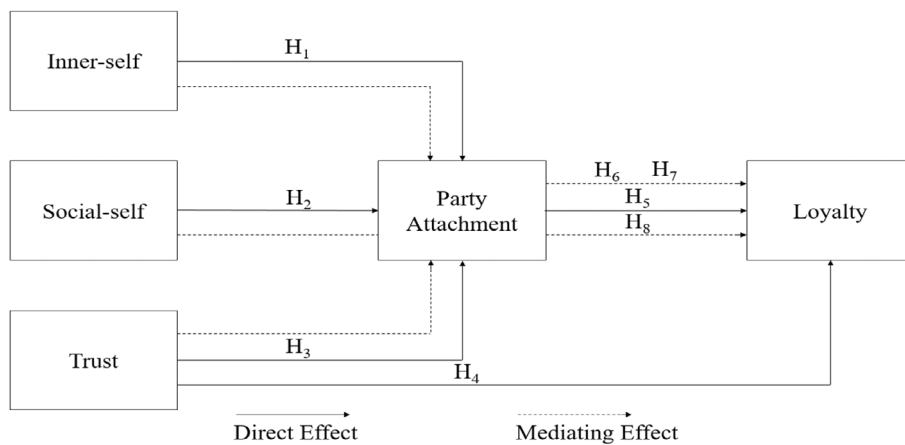 Inner-self
H₁
Social-self
H₂
Party
Attachment
H₆ H₇
H₅
H₈
Loyalty
Trust
H₃
H₄
Direct Effect
Mediating Effect